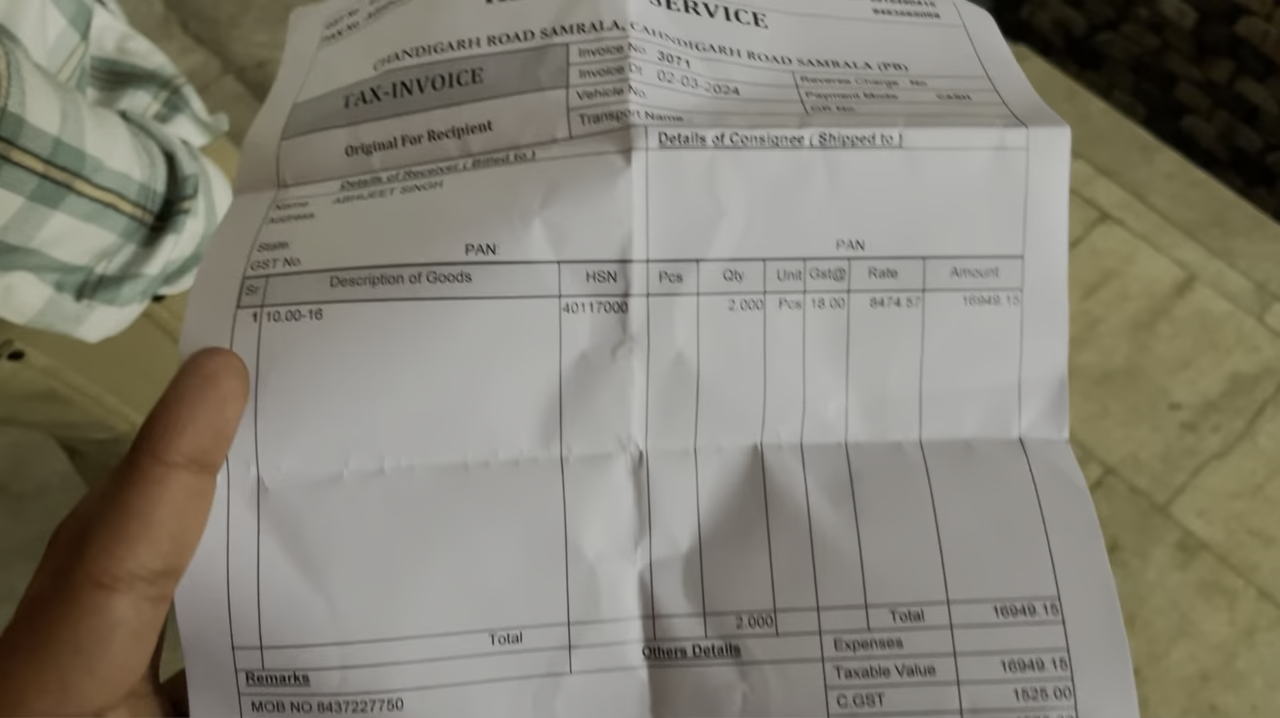 SERVICE
CHANDIGARH ROAD SAMRALA, CAHNDIGARH ROAD SAMRALA (PB)
TAX-INVOICE
Original For Recipient
Invoice No. 3071
Invoice Dt. 02-03-2024
Vehicle No.
Transport Name
Reverse Charge No
Payment Mode CASH
GR No.
Details of Receiver ( Billed to )
Details of Consignee ( Shipped to )
Name ABHIJEET SINGH
Address
State
GST No.
PAN:
PAN
Sr Description of Goods HSN Pcs Qty Unit Gst@ Rate Amount
1 10.00-16 40117000 2.000 Pcs 18.00 8474.57 16949.15
Total 2.000 Total 16949.15
Remarks
MOB NO 8437227750
Others Details
Expenses
Taxable Value 16949.15
C.GST 1525.00